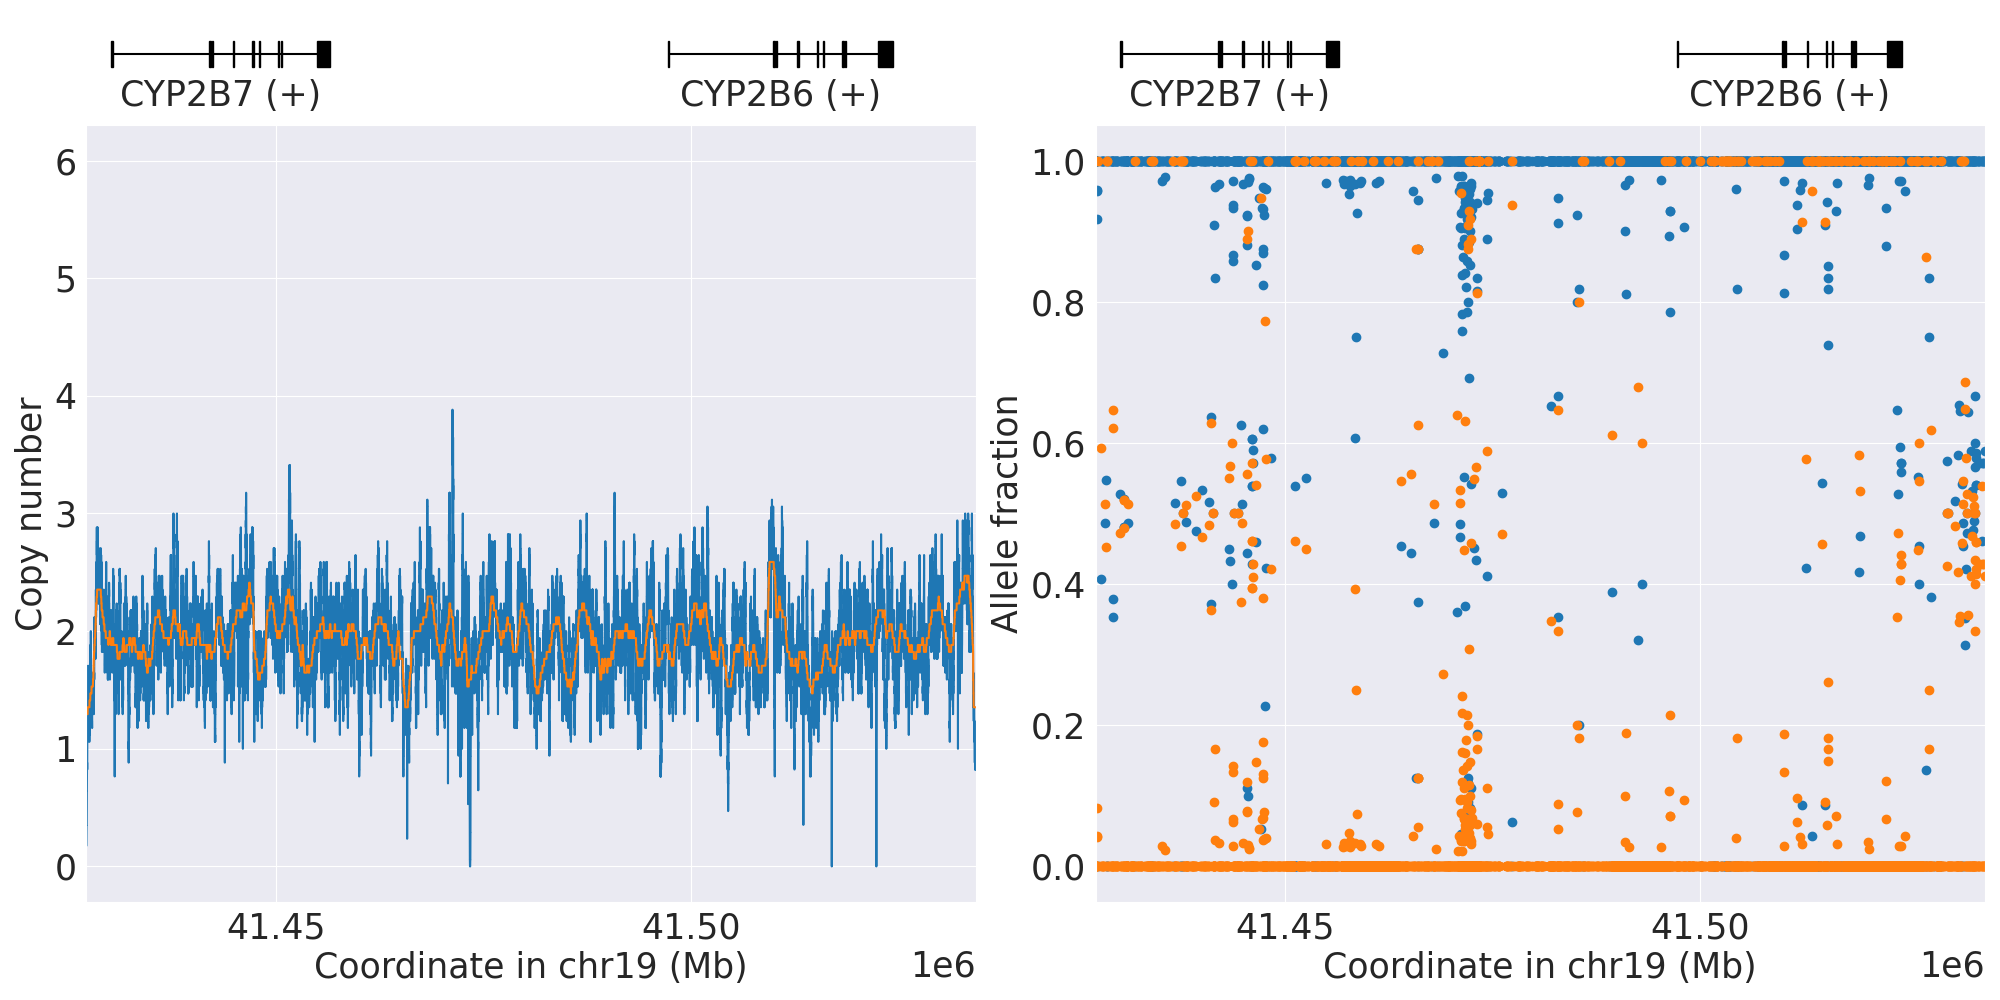 CYP2B7 (+)
CYP2B6 (+)
6
5
4
3
2
1
0
Copy number
41.45
41.50
Coordinate in chr19 (Mb)
1e6
CYP2B7 (+)
CYP2B6 (+)
1.0
0.8
0.6
0.4
0.2
0.0
Allele fraction
41.45
41.50
Coordinate in chr19 (Mb)
1e6